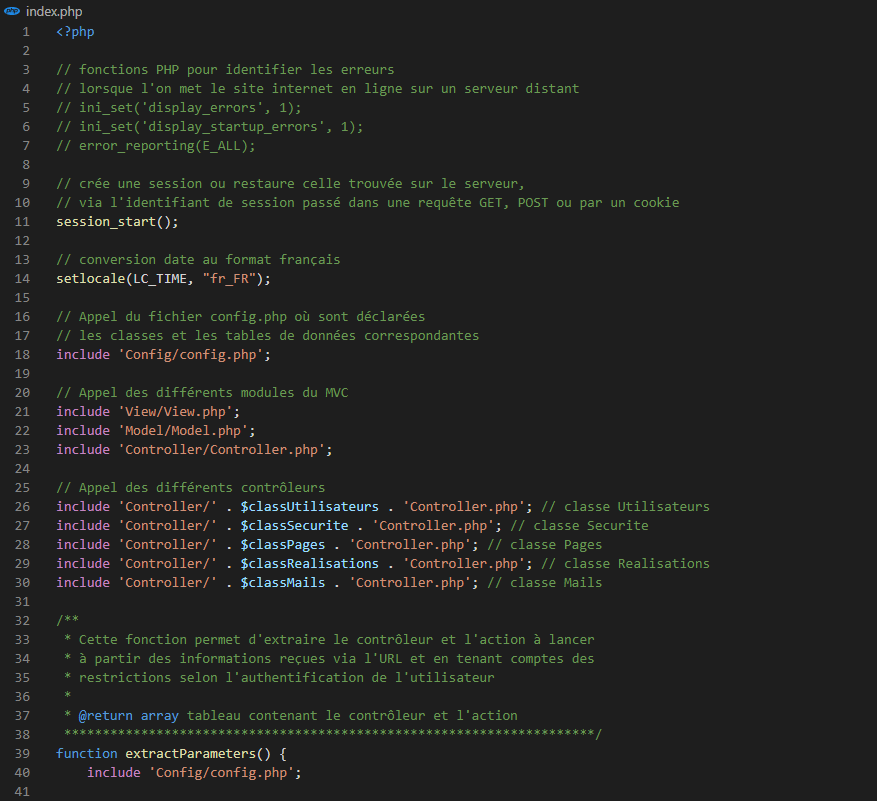 php index.php
1 <?php
2
3 // fonctions PHP pour identifier les erreurs
4 // lorsque l'on met le site internet en ligne sur un serveur distant
5 // ini_set('display_errors', 1);
6 // ini_set('display_startup_errors', 1);
7 // error_reporting(E_ALL);
8
9 // crée une session ou restaure celle trouvée sur le serveur,
10 // via l'identifiant de session passé dans une requête GET, POST ou par un cookie
11 session_start();
12
13 // conversion date au format français
14 setlocale(LC_TIME, "fr_FR");
15
16 // Appel du fichier config.php où sont déclarées
17 // les classes et les tables de données correspondantes
18 include 'Config/config.php';
19
20 // Appel des différents modules du MVC
21 include 'View/View.php';
22 include 'Model/Model.php';
23 include 'Controller/Controller.php';
24
25 // Appel des différents contrôleurs
26 include 'Controller/' . $classUtilisateurs . 'Controller.php'; // classe Utilisateurs
27 include 'Controller/' . $classSecurite . 'Controller.php'; // classe Securite
28 include 'Controller/' . $classPages . 'Controller.php'; // classe Pages
29 include 'Controller/' . $classRealisations . 'Controller.php'; // classe Realisations
30 include 'Controller/' . $classMails . 'Controller.php'; // classe Mails
31
32 /**
33  * Cette fonction permet d'extraire le contrôleur et l'action à lancer
34  * à partir des informations reçues via l'URL et en tenant comptes des
35  * restrictions selon l'authentification de l'utilisateur
36  *
37  * @return array tableau contenant le contrôleur et l'action
38  *********************************************************************/
39 function extractParameters() {
40     include 'Config/config.php';
41